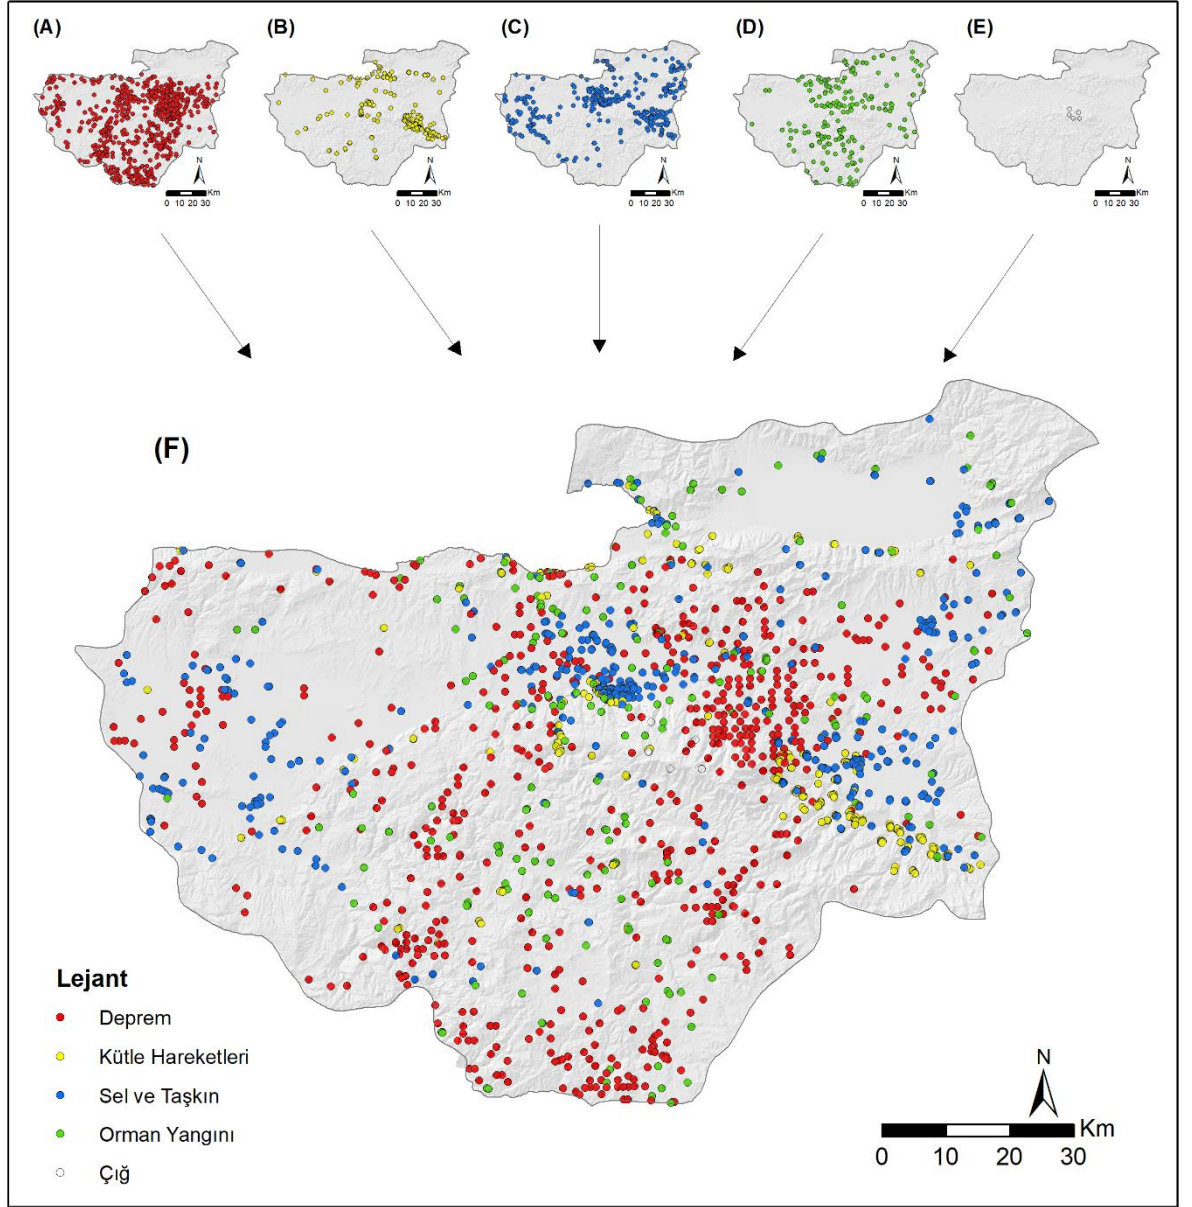 (A) (B) (C) (D) (E)
N N N N N
Km Km Km Km Km
0 10 20 30 0 10 20 30 0 10 20 30 0 10 20 30 0 10 20 30
(F)
Lejant
Deprem
Kütle Hareketleri
Sel ve Taşkın
Orman Yangını
Çığ
N
Km
0 10 20 30